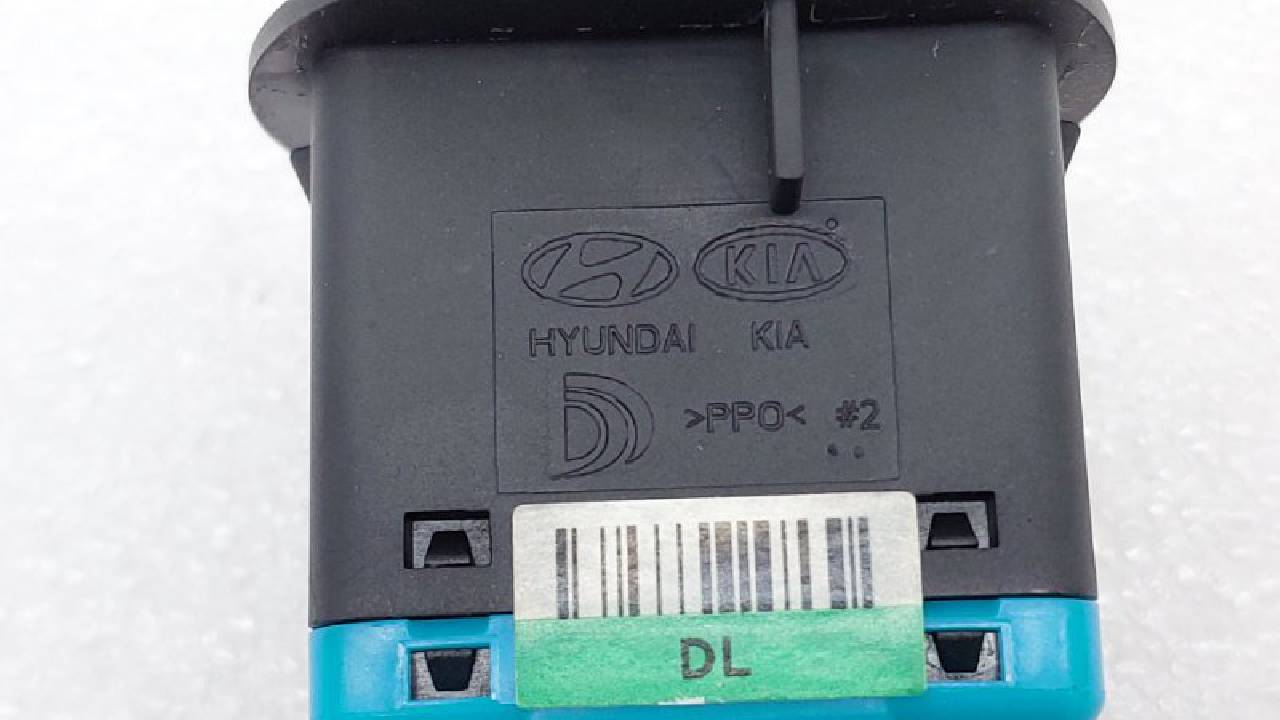 KIA
HYUNDAI KIA
>PPO< #2
DL